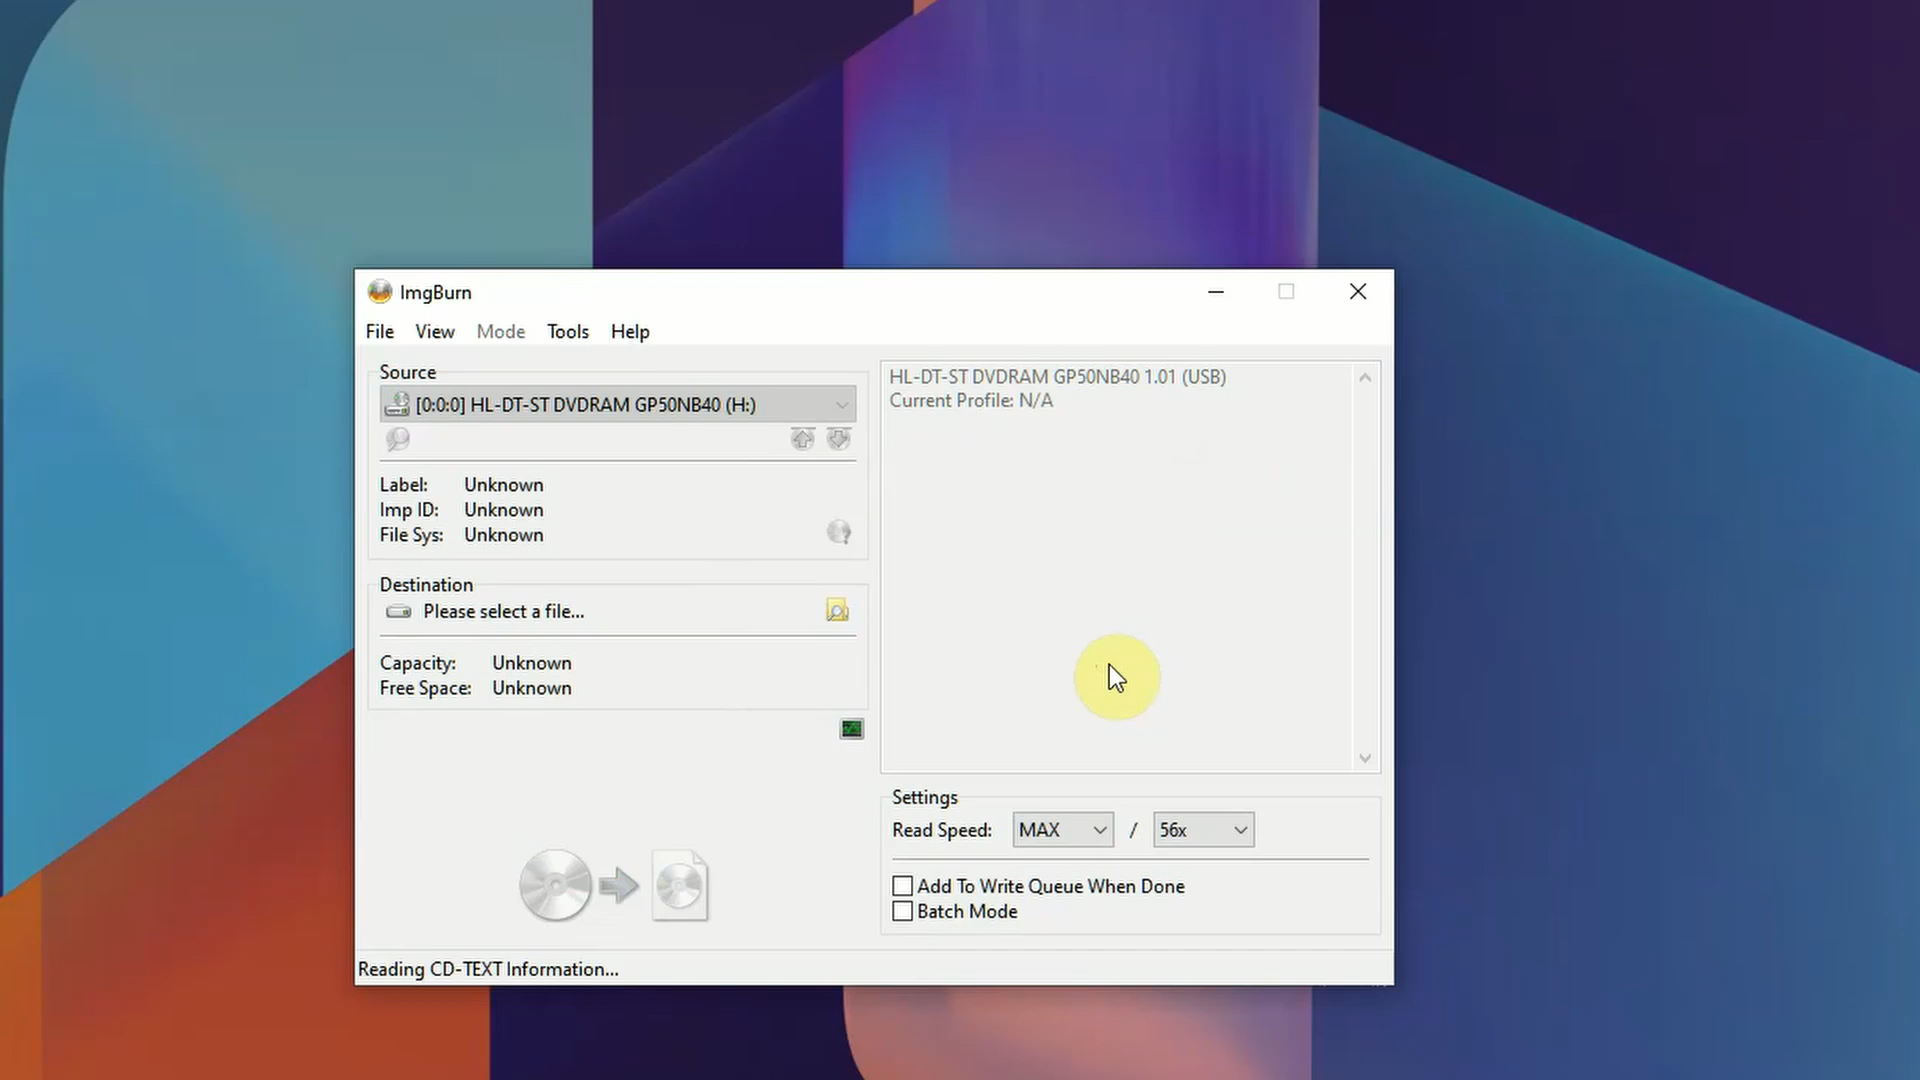 ImgBurn
File View Mode Tools Help
Source
[0:0:0] HL-DT-ST DVDRAM GP50NB40 (H:)
Label: Unknown
Imp ID: Unknown
File Sys: Unknown
Destination
Please select a file...
Capacity: Unknown
Free Space: Unknown
HL-DT-ST DVDRAM GP50NB40 1.01 (USB)
Current Profile: N/A
Settings
Read Speed: MAX / 56x
Add To Write Queue When Done
Batch Mode
Reading CD-TEXT Information...